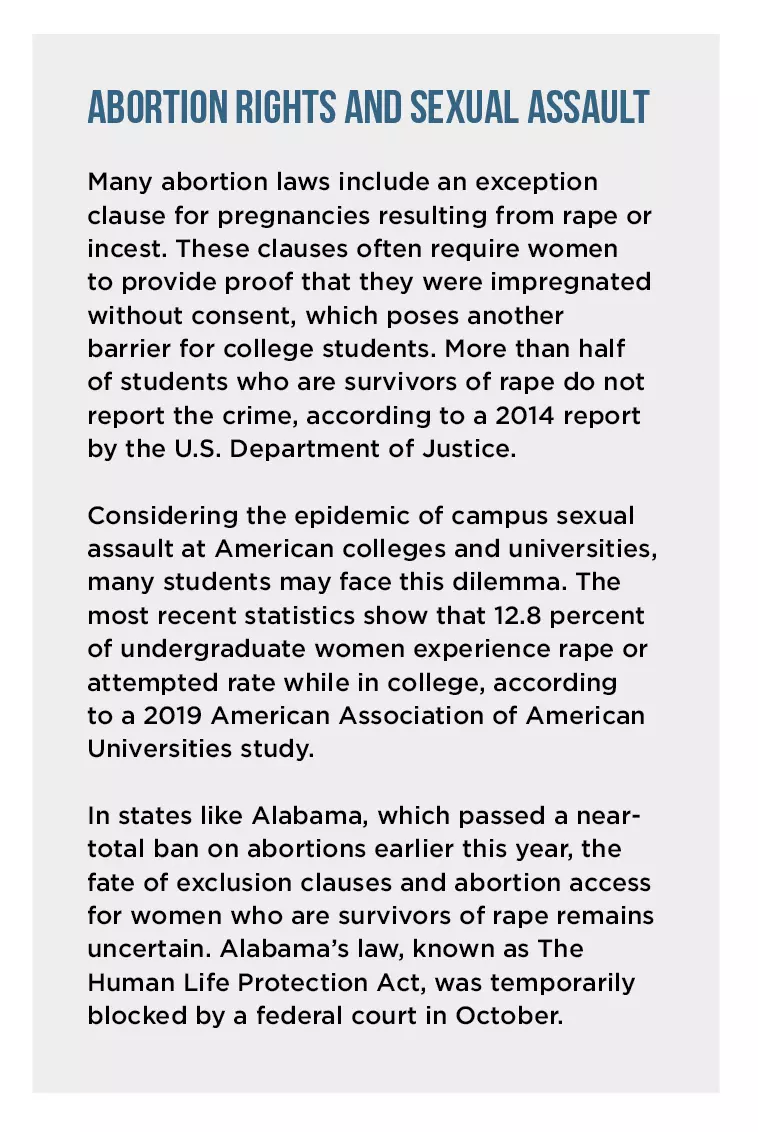 ABORTION RIGHTS AND SEXUAL ASSAULT
Many abortion laws include an exception
clause for pregnancies resulting from rape or
incest. These clauses often require women
to provide proof that they were impregnated
without consent, which poses another
barrier for college students. More than half
of students who are survivors of rape do not
report the crime, according to a 2014 report
by the U.S. Department of Justice.
Considering the epidemic of campus sexual
assault at American colleges and universities,
many students may face this dilemma. The
most recent statistics show that 12.8 percent
of undergraduate women experience rape or
attempted rate while in college, according
to a 2019 American Association of American
Universities study.
In states like Alabama, which passed a near-
total ban on abortions earlier this year, the
fate of exclusion clauses and abortion access
for women who are survivors of rape remains
uncertain. Alabama’s law, known as The
Human Life Protection Act, was temporarily
blocked by a federal court in October.